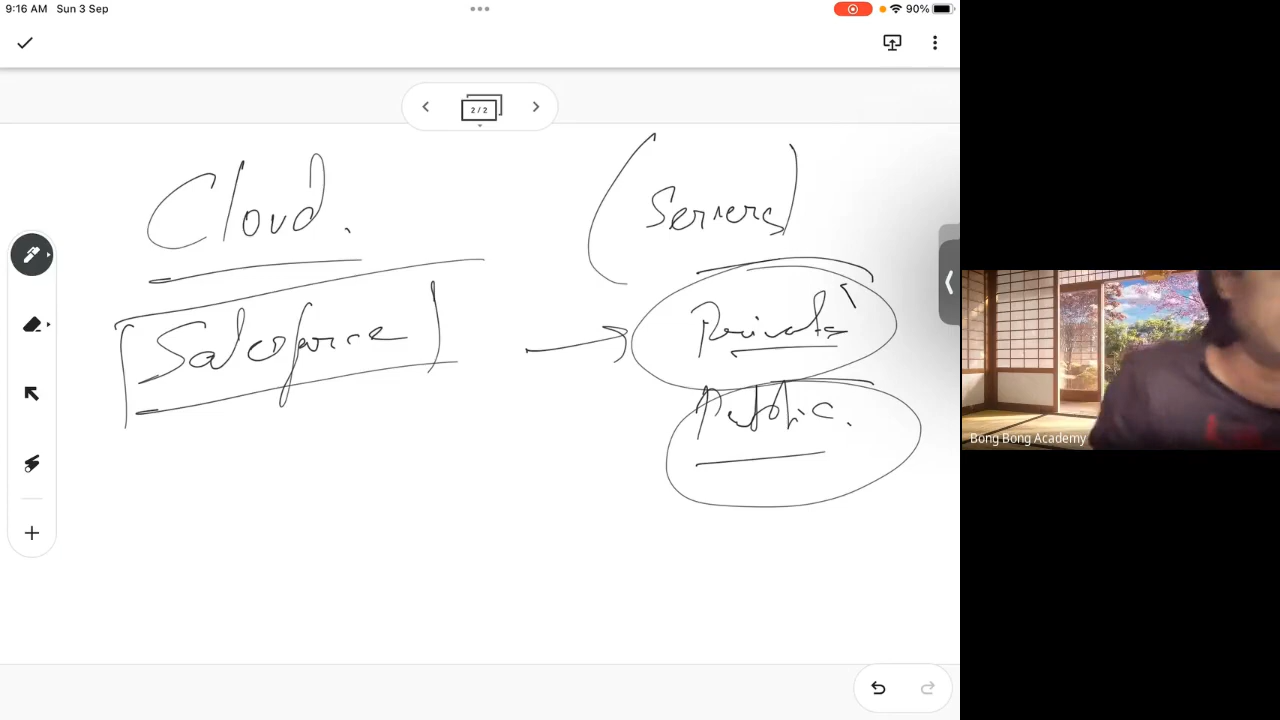 9:16 AM Sun 3 Sep
90%
2 / 2
Cloud.
Servers
Salesforce
Private
Public.
Bong Bong Academy